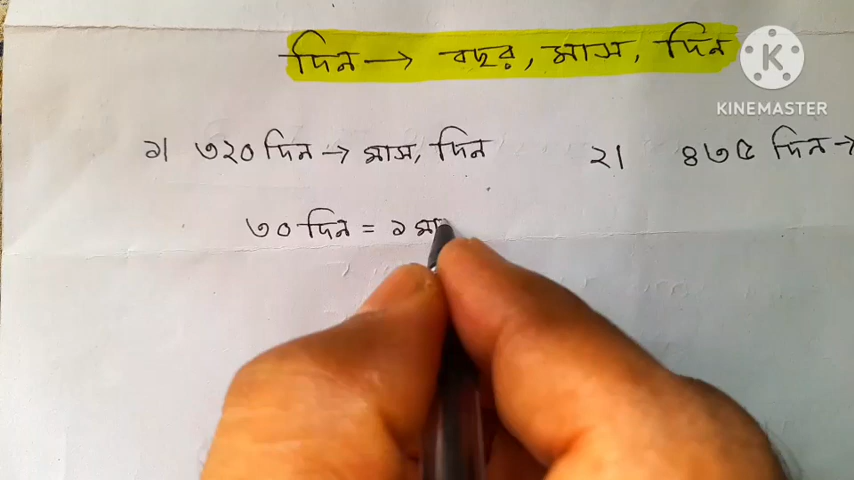 দিন → বছর, মাস, দিন
KINEMASTER
১। ৩২০ দিন → মাস, দিন
২। ৪৩৫ দিন →
৩০ দিন = ১ মা